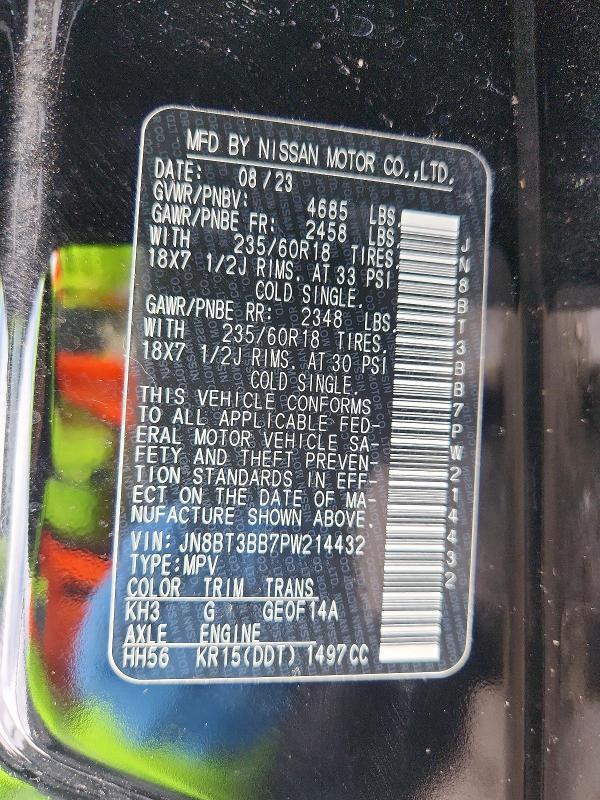 MFD BY NISSAN MOTOR CO.,LTD.
DATE: 08/23
GVWR/PNBV: 4685 LBS
GAWR/PNBE FR: 2458 LBS
WITH 235/60R18 TIRES,
18X7 1/2J RIMS. AT 33 PSI
COLD SINGLE.
GAWR/PNBE RR: 2348 LBS
WITH 235/60R18 TIRES,
18X7 1/2J RIMS. AT 30 PSI
COLD SINGLE.
THIS VEHICLE CONFORMS
TO ALL APPLICABLE FED-
ERAL MOTOR VEHICLE SA-
FETY AND THEFT PREVEN-
TION STANDARDS IN EFF-
ECT ON THE DATE OF MA-
NUFACTURE SHOWN ABOVE.
VIN: JN8BT3BB7PW214432
TYPE:MPV
COLOR TRIM TRANS
KH3 G GE0F14A
AXLE ENGINE
HH56 KR15(DDT) 1497CC
JN8BT3BB7PW214432